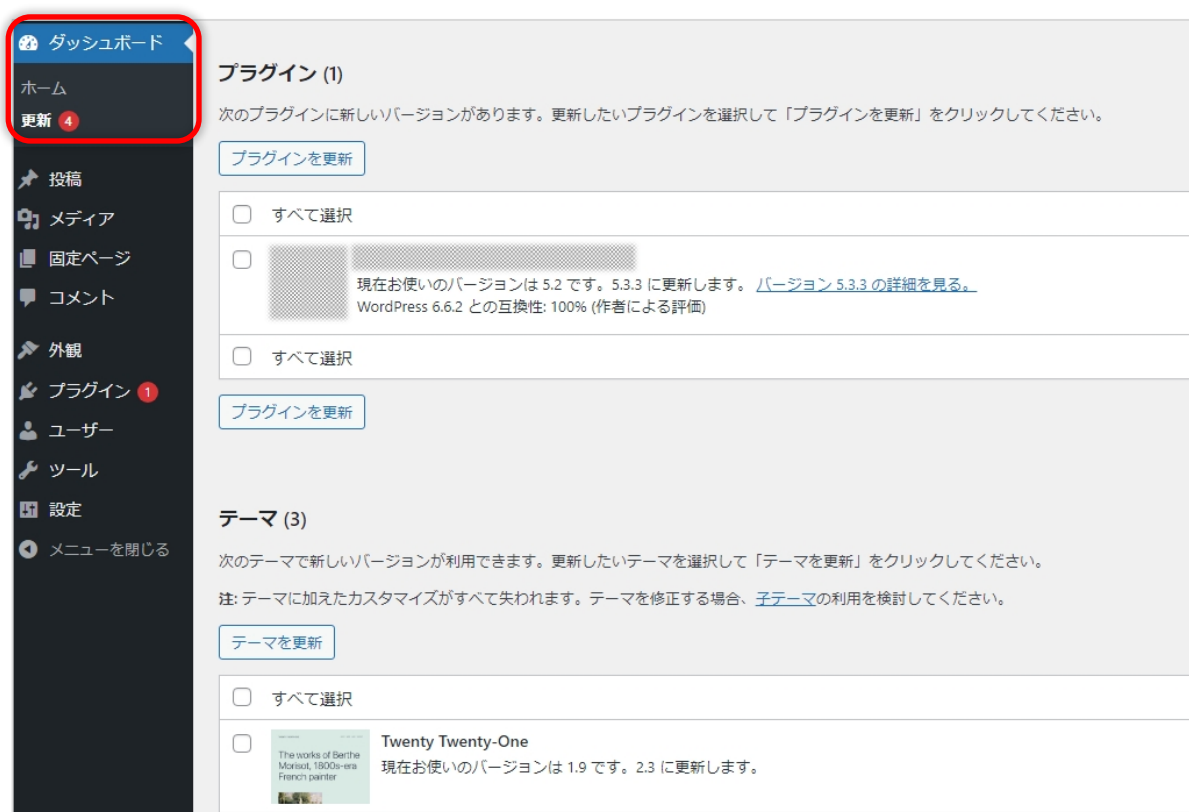 ダッシュボード
ホーム
更新 4
投稿
メディア
固定ページ
コメント
外観
プラグイン 1
ユーザー
ツール
設定
メニューを閉じる
プラグイン (1)
次のプラグインに新しいバージョンがあります。更新したいプラグインを選択して「プラグインを更新」をクリックしてください。
プラグインを更新
すべて選択
現在お使いのバージョンは 5.2 です。5.3.3 に更新します。 バージョン 5.3.3 の詳細を見る。
WordPress 6.6.2 との互換性: 100% (作者による評価)
すべて選択
プラグインを更新
テーマ (3)
次のテーマで新しいバージョンが利用できます。更新したいテーマを選択して「テーマを更新」をクリックしてください。
注: テーマに加えたカスタマイズがすべて失われます。テーマを修正する場合、子テーマの利用を検討してください。
テーマを更新
すべて選択
The works of Berthe
Morisot, 1800s-era
French painter
Twenty Twenty-One
現在お使いのバージョンは 1.9 です。2.3 に更新します。